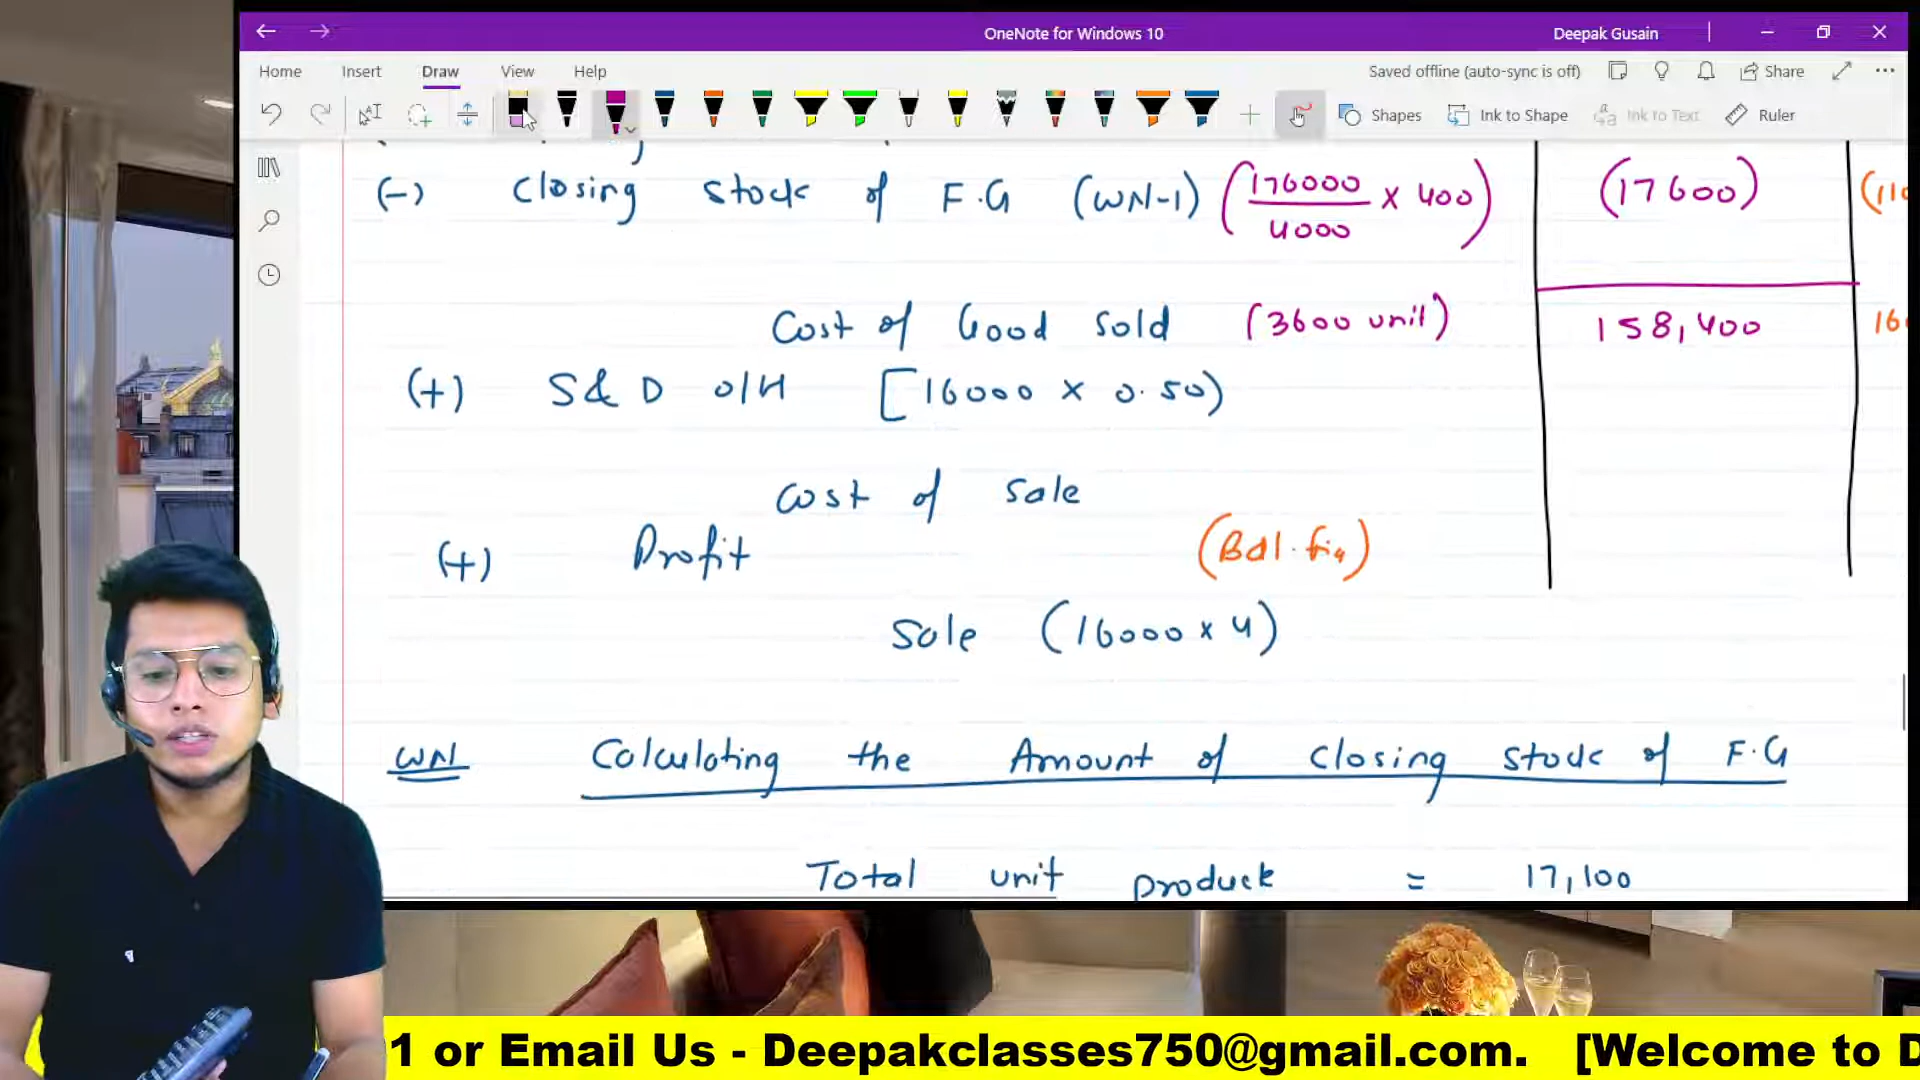 OneNote for Windows 10
Deepak Gusain
Home Insert Draw View Help
Saved offline (auto-sync is off) Share
Shapes Ink to Shape Ink to Text Ruler
(-) Closing stock of F.G (WN-1) (176000/4000 × 400) (17600)
Cost of Good Sold (3600 unit) 158,400
(+) S& D o/H [16000 × 0.50)
Cost of Sale
(+) Profit (Bal. fig)
Sale (16000 × 4)
WN Calculating the Amount of Closing Stock of F.G
Total unit produce = 17,100
1 or Email Us - Deepakclasses750@gmail.com. [Welcome to D